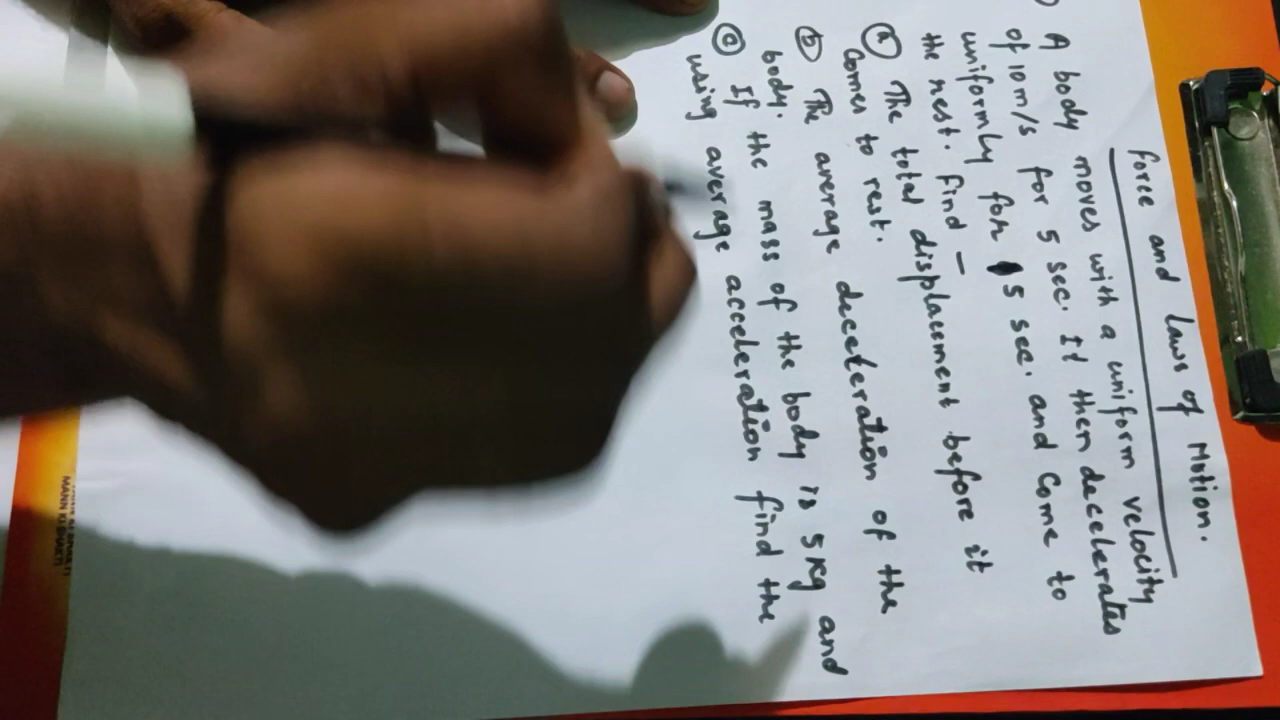 Force and Laws of Motion.
A body moves with a uniform velocity
of 10 m/s for 5 sec. It then decelerates
uniformly for 5 sec. and Come to
the rest. find –
(a) The total displacement before it
Comes to rest.
(b) The average deceleration of the
body.
(c) If the mass of the body is 5 kg and
using average acceleration find the
MANN KI BHAKTI